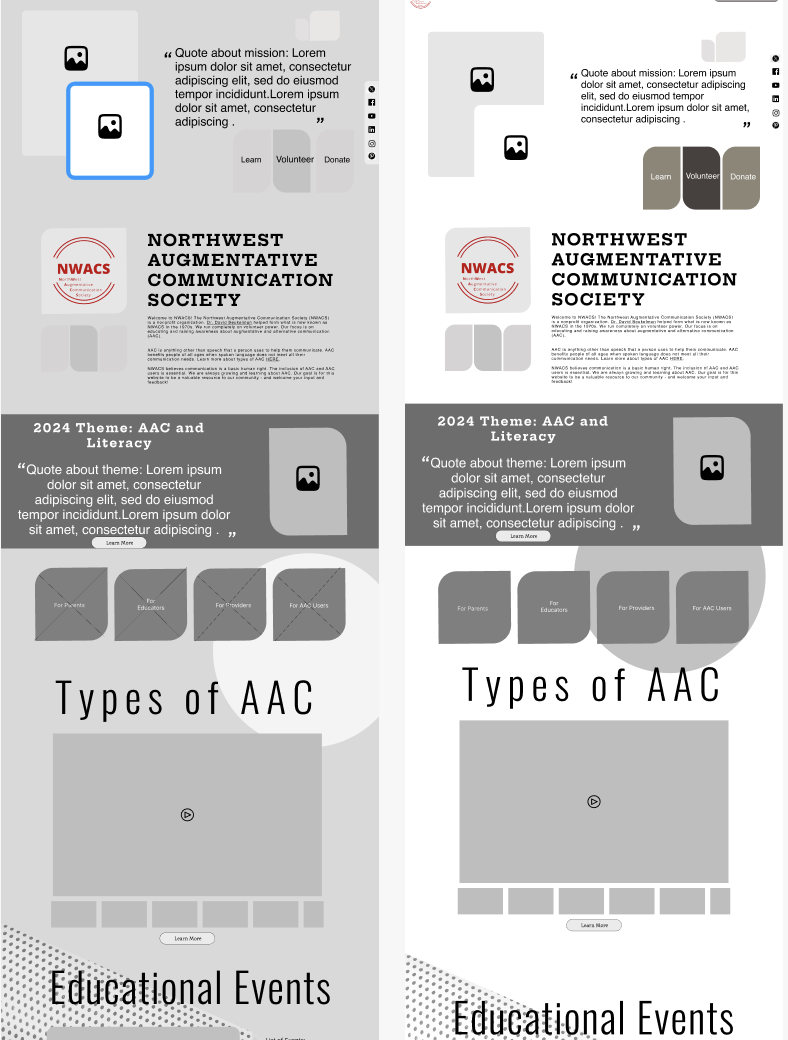 “ Quote about mission: Lorem
ipsum dolor sit amet, consectetur
adipiscing elit, sed do eiusmod
tempor incididunt.Lorem ipsum
dolor sit amet, consectetur
adipiscing . ”
Learn Volunteer Donate
NWACS
NorthWest
Augmentative
Communication
Society
NORTHWEST
AUGMENTATIVE
COMMUNICATION
SOCIETY
Welcome to NWACS! The Northwest Augmentative Communication Society (NWACS)
is a nonprofit organization. Dr. David Beukelman helped form what is now known as
NWACS in the 1970s. We run completely on volunteer power. Our focus is on
educating and raising awareness about augmentative and alternative communication
(AAC).
AAC is anything other than speech that a person uses to help them communicate. AAC
benefits people of all ages when spoken language does not meet all their
communication needs. Learn more about types of AAC HERE.
NWACS believes communication is a basic human right. The inclusion of AAC and AAC
users is essential. We are always growing and learning about AAC. Our goal is for this
website to be a valuable resource to our community - and welcome your input and
feedback!
2024 Theme: AAC and
Literacy
“Quote about theme: Lorem ipsum
dolor sit amet, consectetur
adipiscing elit, sed do eiusmod
tempor incididunt.Lorem ipsum dolor
sit amet, consectetur adipiscing . ”
Learn More
For Parents
For
Educators
For Providers
For AAC Users
Types of AAC
Learn More
Educational Events
“ Quote about mission: Lorem ipsum
dolor sit amet, consectetur
adipiscing elit, sed do eiusmod
elit, sed do eiusmod tempor
incididunt.Lorem ipsum dolor sit amet,
consectetur adipiscing .
”
Learn Volunteer Donate
NWACS
NorthWest
Augmentative
Communication
Society
NORTHWEST
AUGMENTATIVE
COMMUNICATION
SOCIETY
Welcome to NWACS! The Northwest Augmentative Communication Society (NWACS)
is a nonprofit organization. Dr. David Beukelman helped form what is now known as
NWACS in the 1970s. We run completely on volunteer power. Our focus is on
educating and raising awareness about augmentative and alternative communication
(AAC).
AAC is anything other than speech that a person uses to help them communicate. AAC
benefits people of all ages when spoken language does not meet all their
communication needs. Learn more about types of AAC HERE.
NWACS believes communication is a basic human right. The inclusion of AAC and AAC
users is essential. We are always growing and learning about AAC. Our goal is for this
website to be a valuable resource to our community - and welcome your input and
feedback!
2024 Theme: AAC and
Literacy
“Quote about theme: Lorem ipsum
dolor sit amet, consectetur
adipiscing elit, sed do eiusmod
tempor incididunt.Lorem ipsum dolor
sit amet, consectetur adipiscing . ”
Learn More
For Parents
For
Educators
For Providers
For AAC Users
Types of AAC
Learn More
Educational Events